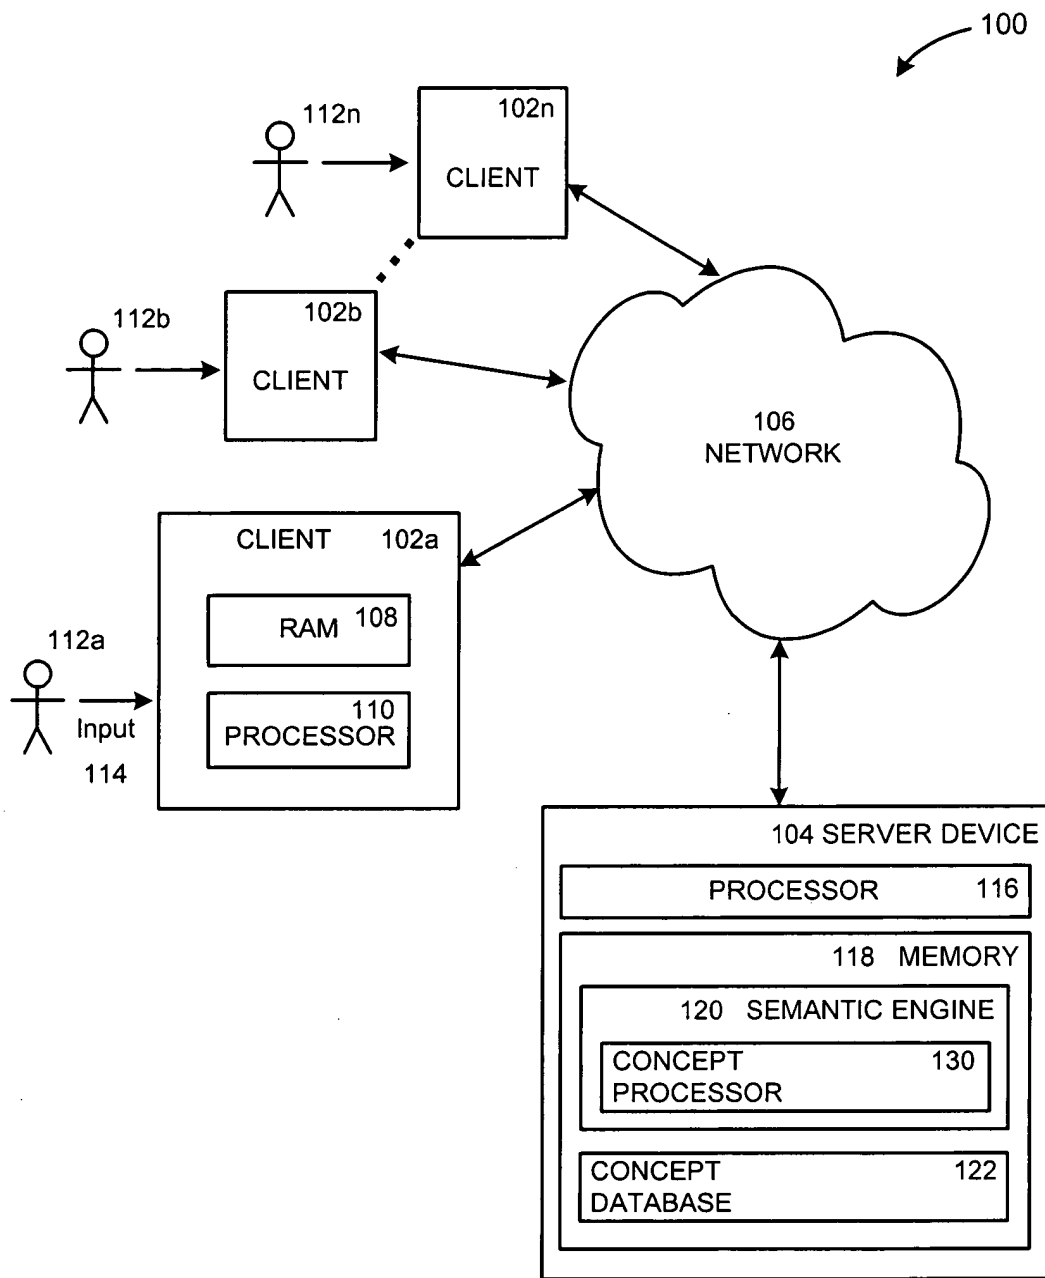 100
112n
102n
CLIENT
112b
102b
CLIENT
106
NETWORK
CLIENT 102a
RAM 108
112a
110
PROCESSOR
Input
114
104 SERVER DEVICE
PROCESSOR 116
118 MEMORY
120 SEMANTIC ENGINE
CONCEPT 130
PROCESSOR
CONCEPT 122
DATABASE